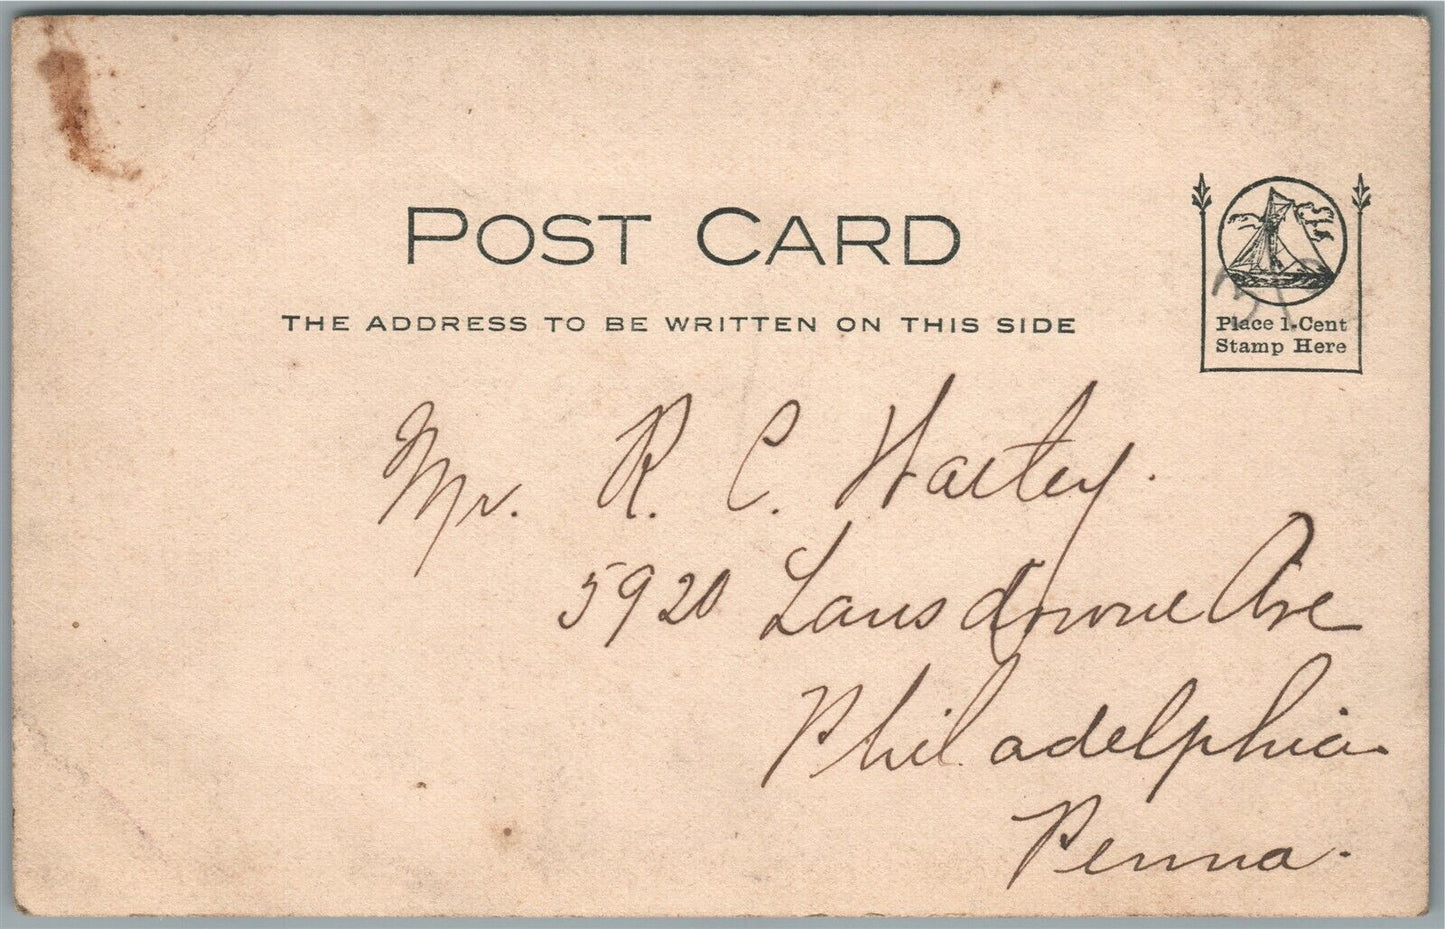 POST CARD
THE ADDRESS TO BE WRITTEN ON THIS SIDE
Place 1-Cent
Stamp Here
Mr. R. C. Hartey.
5920 Lansdowne Ave
Philadelphia
Penna.